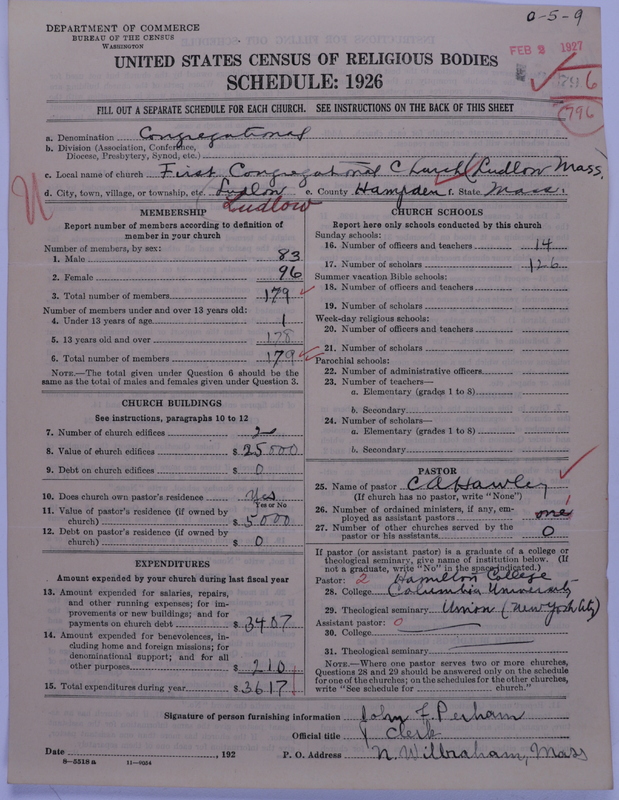 DEPARTMENT OF COMMERCE
BUREAU OF THE CENSUS
WASHINGTON
0-5-9
FEB 2 1927
796
UNITED STATES CENSUS OF RELIGIOUS BODIES
SCHEDULE: 1926
FILL OUT A SEPARATE SCHEDULE FOR EACH CHURCH. SEE INSTRUCTIONS ON THE BACK OF THIS SHEET
a. Denomination Congregational
b. Division (Association, Conference,
Diocese, Presbytery, Synod, etc.)
c. Local name of church First Congregational Church (Ludlow Mass.
d. City, town, village, or township, etc. Ludlow e. County Hampden f. State Mass.
Ludlow
MEMBERSHIP
Report number of members according to definition of
member in your church
Number of members, by sex:
1. Male 83
2. Female 96
3. Total number of members 179
Number of members under and over 13 years old:
4. Under 13 years of age 1
5. 13 years old and over 178
6. Total number of members 179
NOTE.—The total given under Question 6 should be the
same as the total of males and females given under Question 3.
CHURCH BUILDINGS
See instructions, paragraphs 10 to 12
7. Number of church edifices 2
8. Value of church edifices $ 25000
9. Debt on church edifices $ 0
10. Does church own pastor's residence Yes
Yes or No
11. Value of pastor's residence (if owned by
church) $ 5000
12. Debt on pastor's residence (if owned by
church) $ 0
EXPENDITURES
Amount expended by your church during last fiscal year
13. Amount expended for salaries, repairs,
and other running expenses; for im-
provements or new buildings; and for
payments on church debt $ 3407
14. Amount expended for benevolences, in-
cluding home and foreign missions; for
denominational support; and for all
other purposes $ 210
15. Total expenditures during year $ 3617
CHURCH SCHOOLS
Report here only schools conducted by this church
Sunday schools:
16. Number of officers and teachers 14
17. Number of scholars 126
Summer vacation Bible schools:
18. Number of officers and teachers
19. Number of scholars
Week-day religious schools:
20. Number of officers and teachers
21. Number of scholars
Parochial schools:
22. Number of administrative officers
23. Number of teachers—
a. Elementary (grades 1 to 8)
b. Secondary
24. Number of scholars—
a. Elementary (grades 1 to 8)
b. Secondary
PASTOR
25. Name of pastor C A Hawley
(If church has no pastor, write "None")
26. Number of ordained ministers, if any, em-
ployed as assistant pastors one
27. Number of other churches served by the
pastor or his assistants 0
If pastor (or assistant pastor) is a graduate of a college or
theological seminary, give name of institution below. (If
not a graduate, write "No" in the space indicated.)
Pastor: 2 Hamilton College
28. College Columbia University
29. Theological seminary Union (New York City)
Assistant pastor: 0
30. College
31. Theological seminary
NOTE.—Where one pastor serves two or more churches,
Questions 28 and 29 should be answered only on the schedule
for one of the churches; on the schedules for the other churches,
write "See schedule for church."
Signature of person furnishing information John F. Perham
Official title Clerk
Date , 192 P. O. Address N. Wilbraham, Mass
8—5518 a 11—9054